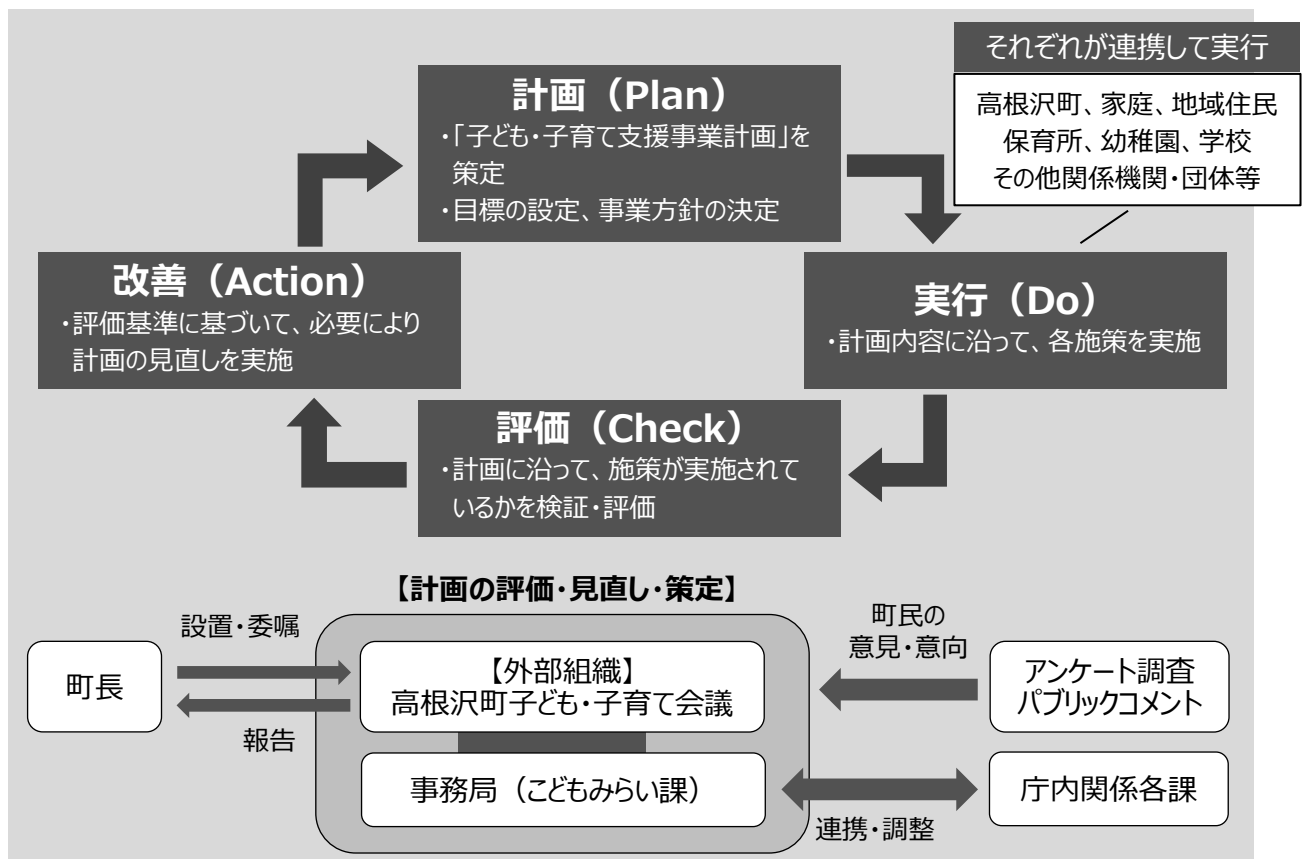 それぞれが連携して実行
高根沢町、家庭、地域住民
保育所、幼稚園、学校
その他関係機関・団体等
計画（Plan）
・「子ども・子育て支援事業計画」を
策定
・目標の設定、事業方針の決定
改善（Action）
・評価基準に基づいて、必要により
計画の見直しを実施
実行（Do）
・計画内容に沿って、各施策を実施
評価（Check）
・計画に沿って、施策が実施されて
いるかを検証・評価
【計画の評価・見直し・策定】
設置・委嘱
町長
報告
【外部組織】
高根沢町子ども・子育て会議
事務局（こどもみらい課）
町民の
意見・意向
アンケート調査
パブリックコメント
庁内関係各課
連携・調整